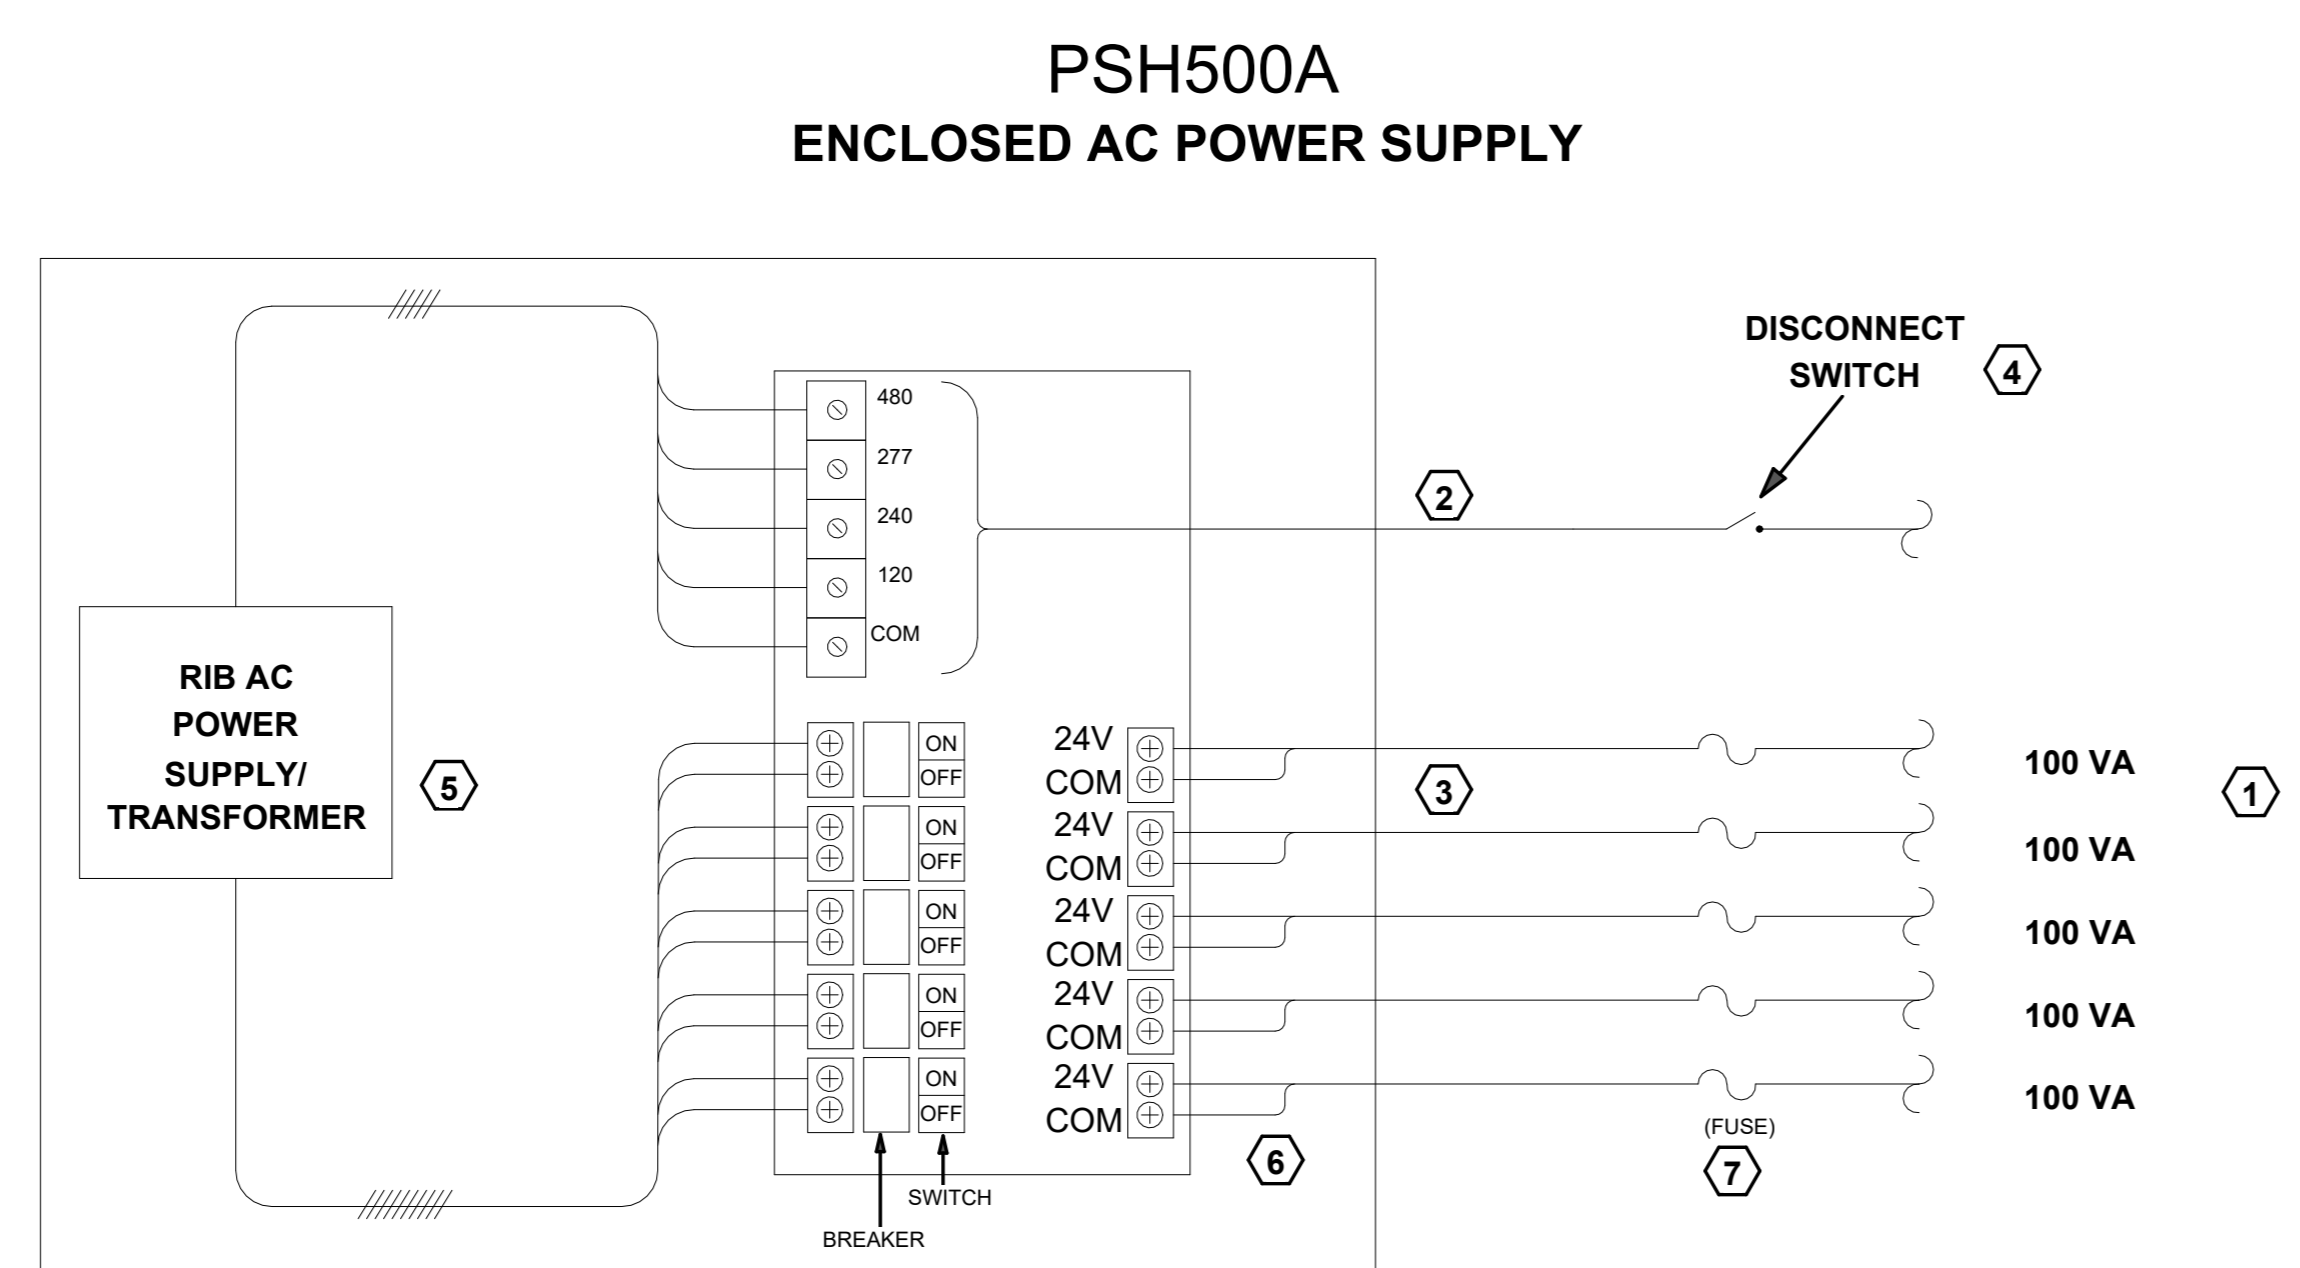 PSH500A
ENCLOSED AC POWER SUPPLY
DISCONNECT
SWITCH
4
480
277
240
120
COM
2
RIB AC
POWER
SUPPLY/
TRANSFORMER
5
ON
OFF
24V
COM
3
100 VA
1
ON
OFF
24V
COM
100 VA
ON
OFF
24V
COM
100 VA
ON
OFF
24V
COM
100 VA
ON
OFF
24V
COM
100 VA
(FUSE)
6
7
SWITCH
BREAKER